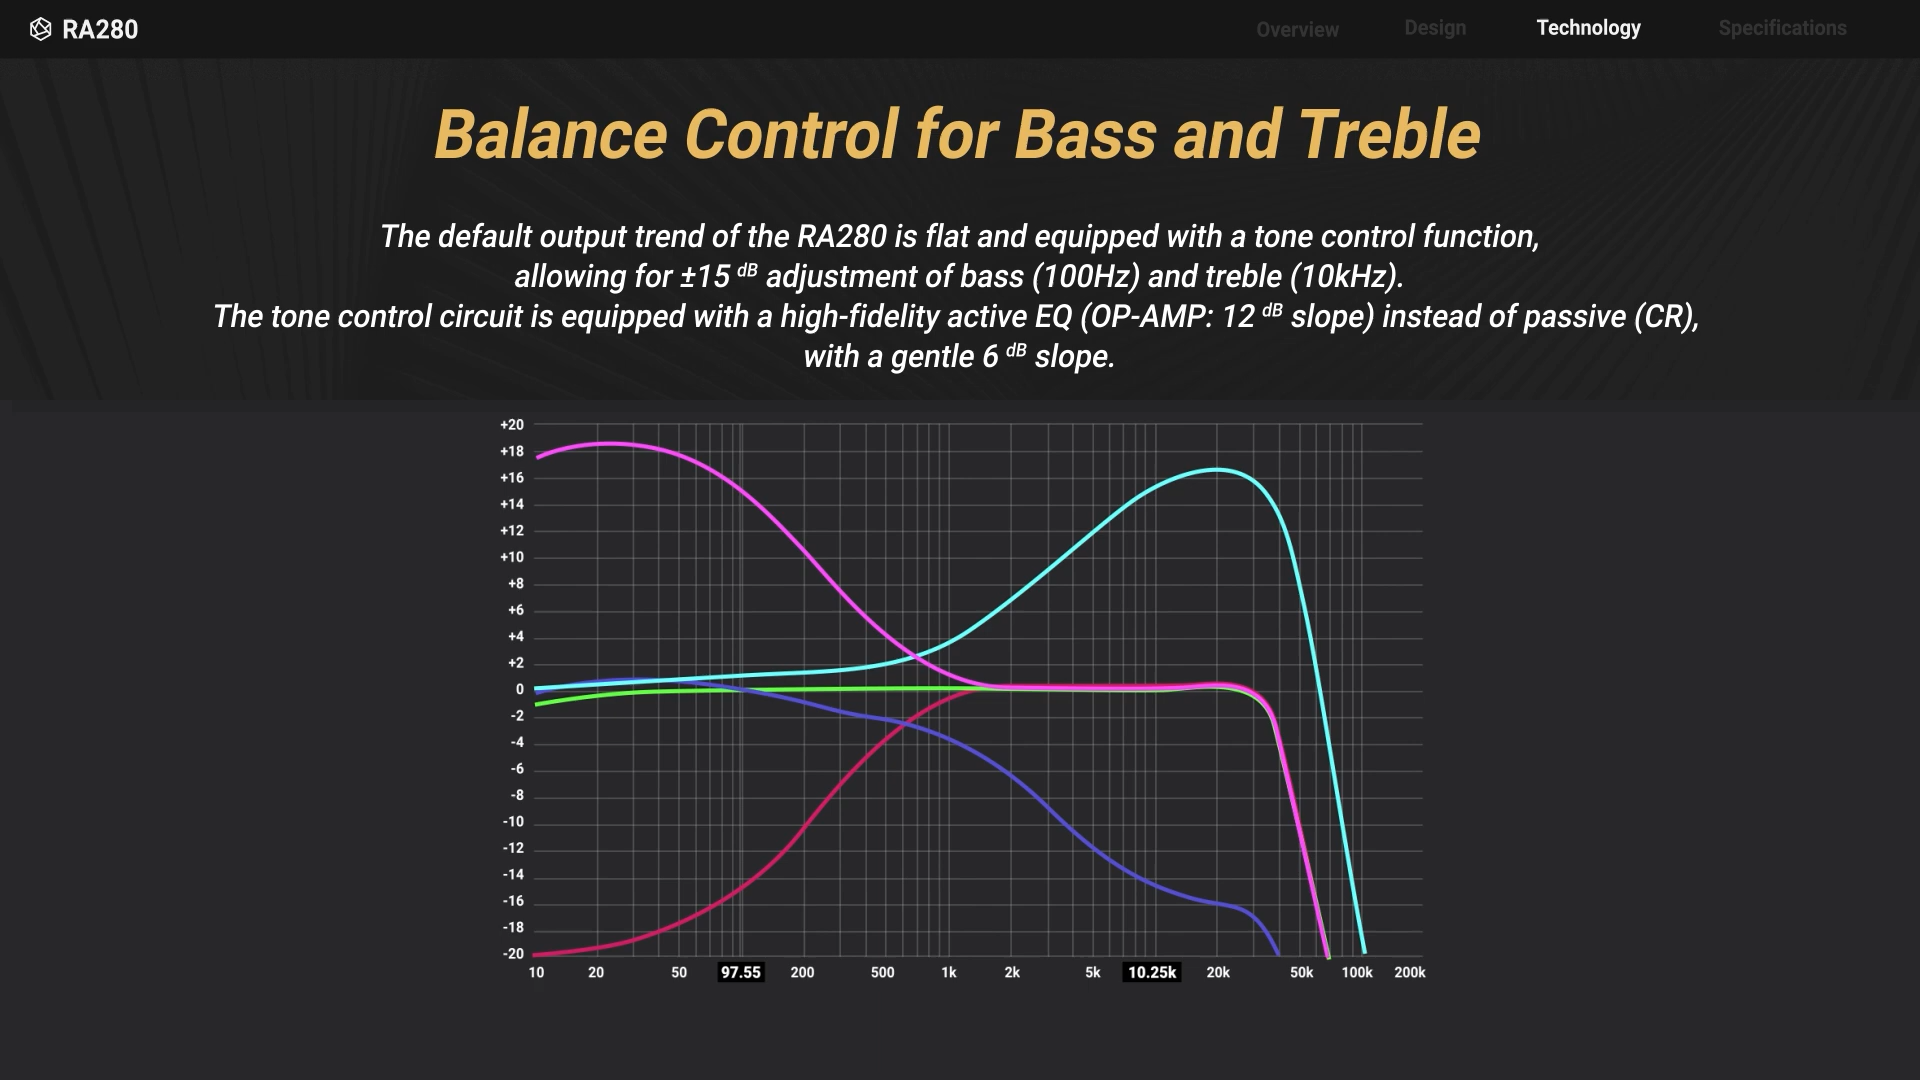 RA280
Overview Design Technology Specifications
Balance Control for Bass and Treble
The default output trend of the RA280 is flat and equipped with a tone control function,
allowing for ±15 dB adjustment of bass (100Hz) and treble (10kHz).
The tone control circuit is equipped with a high-fidelity active EQ (OP-AMP: 12 dB slope) instead of passive (CR),
with a gentle 6 dB slope.
+20
+18
+16
+14
+12
+10
+8
+6
+4
+2
0
-2
-4
-6
-8
-10
-12
-14
-16
-18
-20
10 20 50 97.55 200 500 1k 2k 5k 10.25k 20k 50k 100k 200k